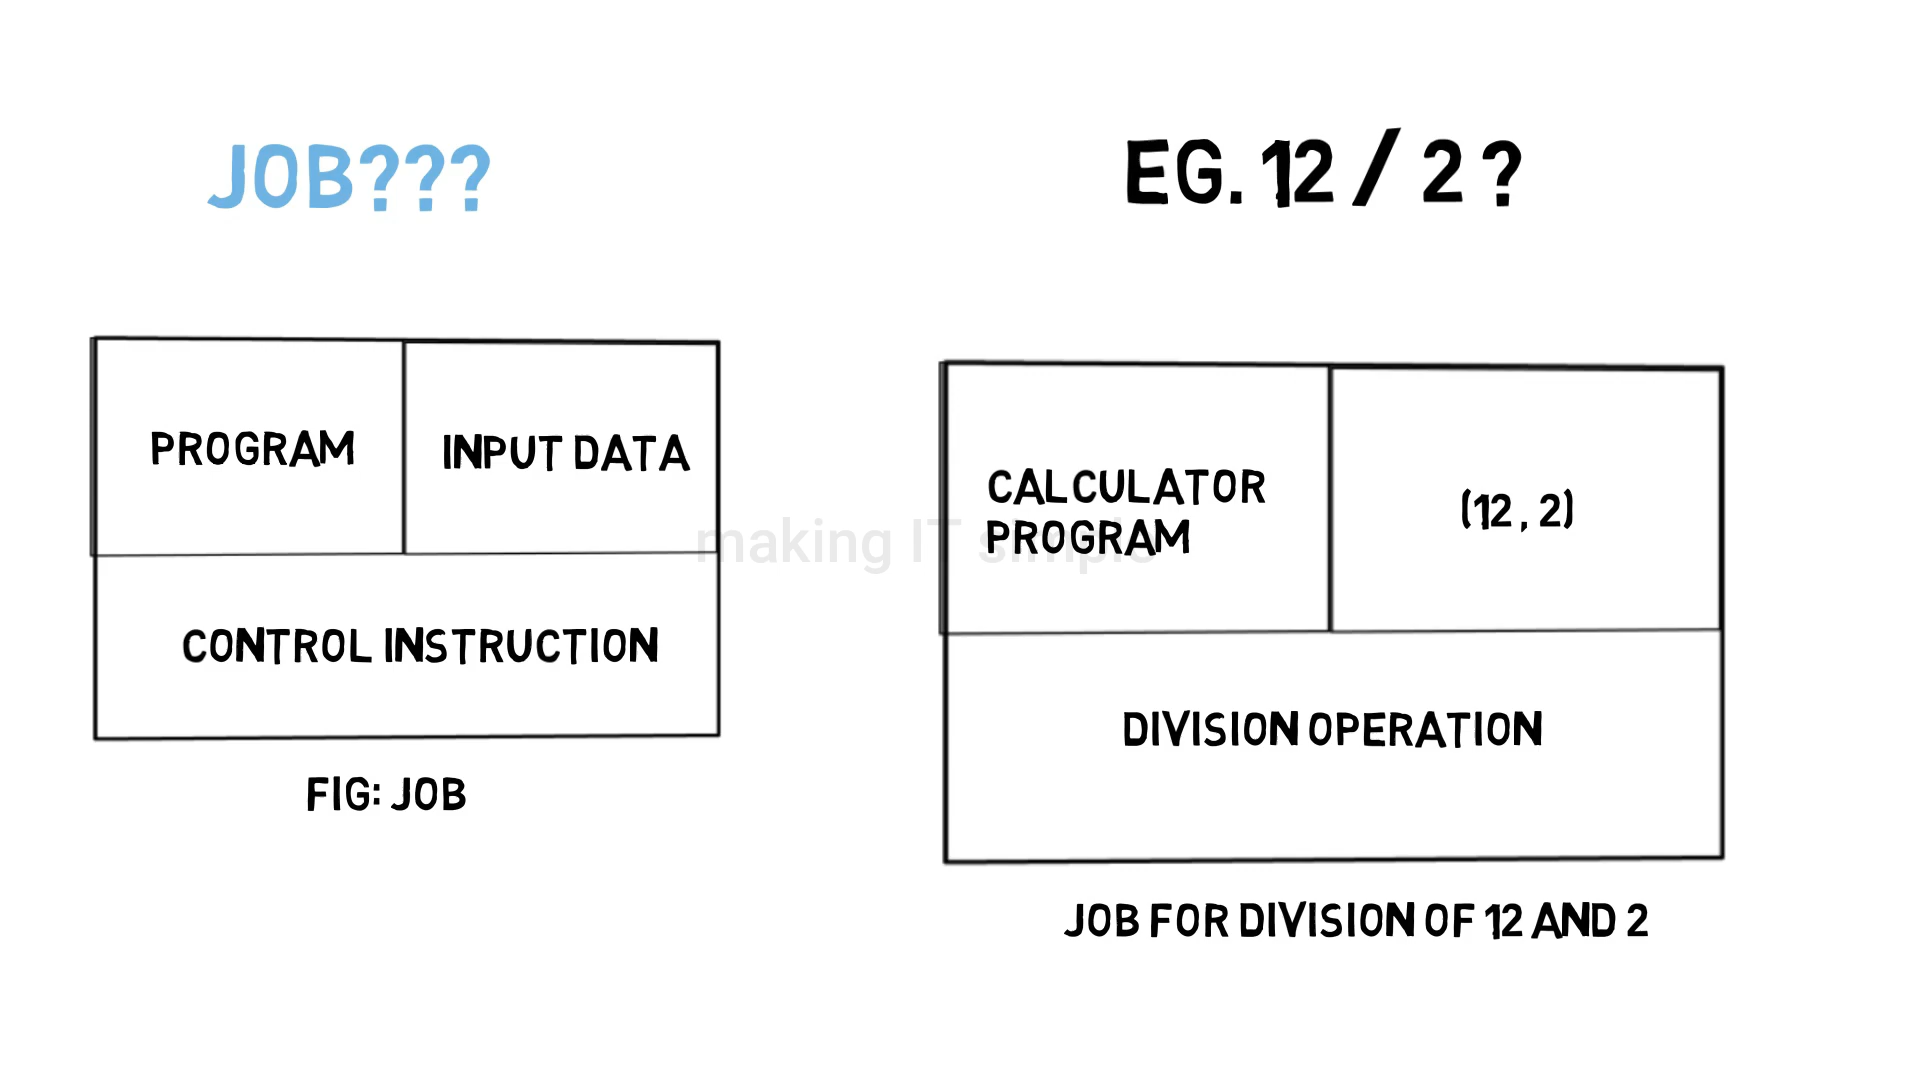 JOB???
EG. 12 / 2 ?
PROGRAM
INPUT DATA
CONTROL INSTRUCTION
FIG: JOB
CALCULATOR
PROGRAM
(12 , 2)
DIVISION OPERATION
JOB FOR DIVISION OF 12 AND 2
making IT simple